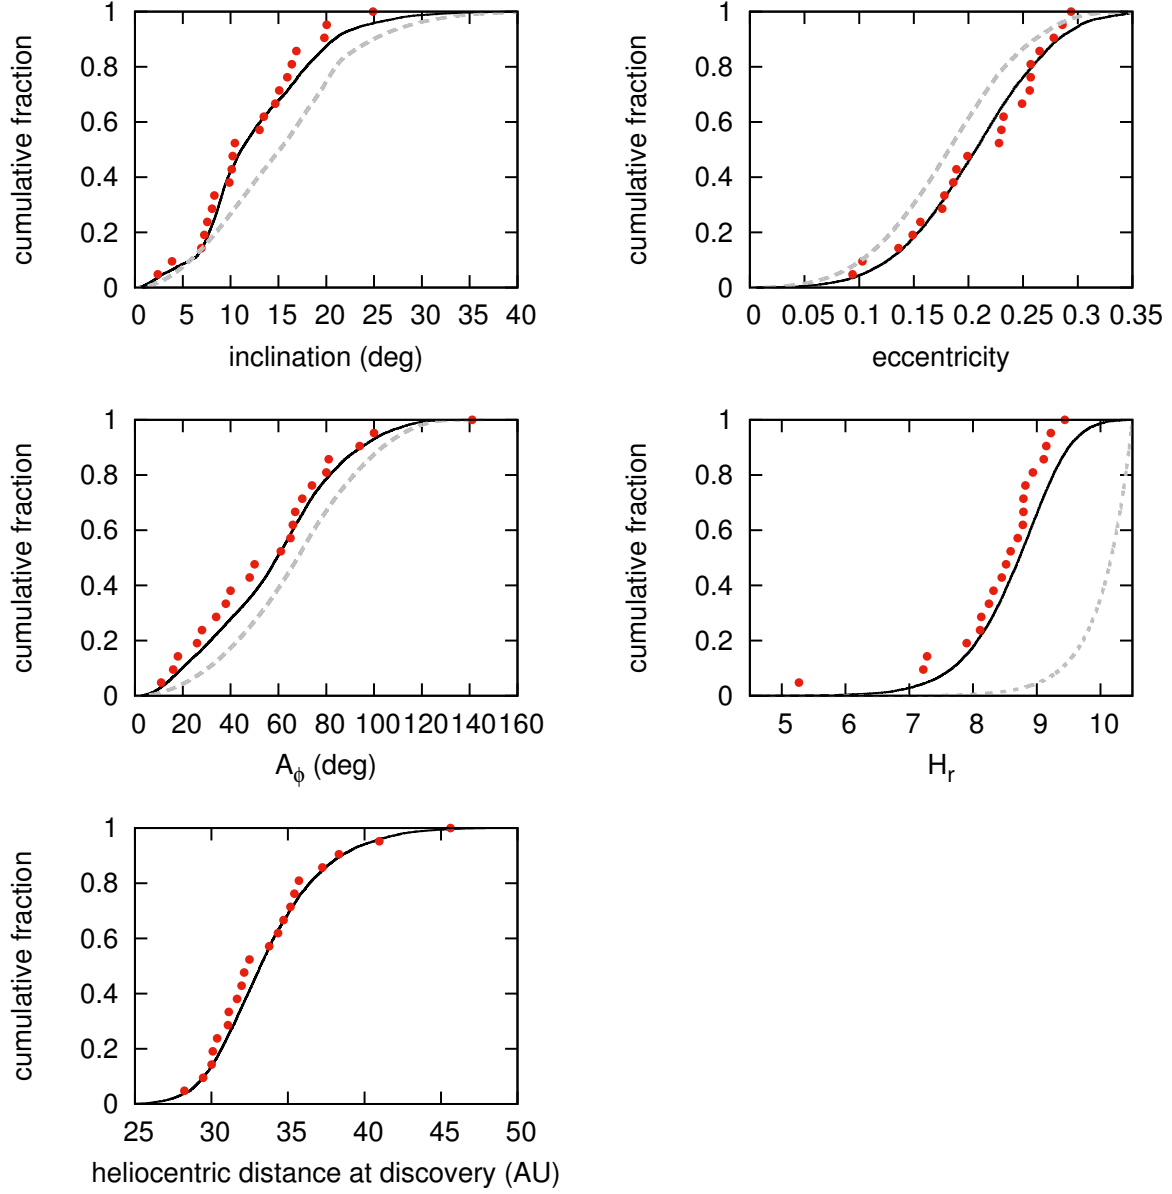 cumulative fraction
1
0.8
0.6
0.4
0.2
0
0 5 10 15 20 25 30 35 40
inclination (deg)
cumulative fraction
1
0.8
0.6
0.4
0.2
0
0 0.05 0.1 0.15 0.2 0.25 0.3 0.35
eccentricity
cumulative fraction
1
0.8
0.6
0.4
0.2
0
0 20 40 60 80 100 120 140 160
A_ϕ (deg)
cumulative fraction
1
0.8
0.6
0.4
0.2
0
5 6 7 8 9 10
H_r
cumulative fraction
1
0.8
0.6
0.4
0.2
0
25 30 35 40 45 50
heliocentric distance at discovery (AU)